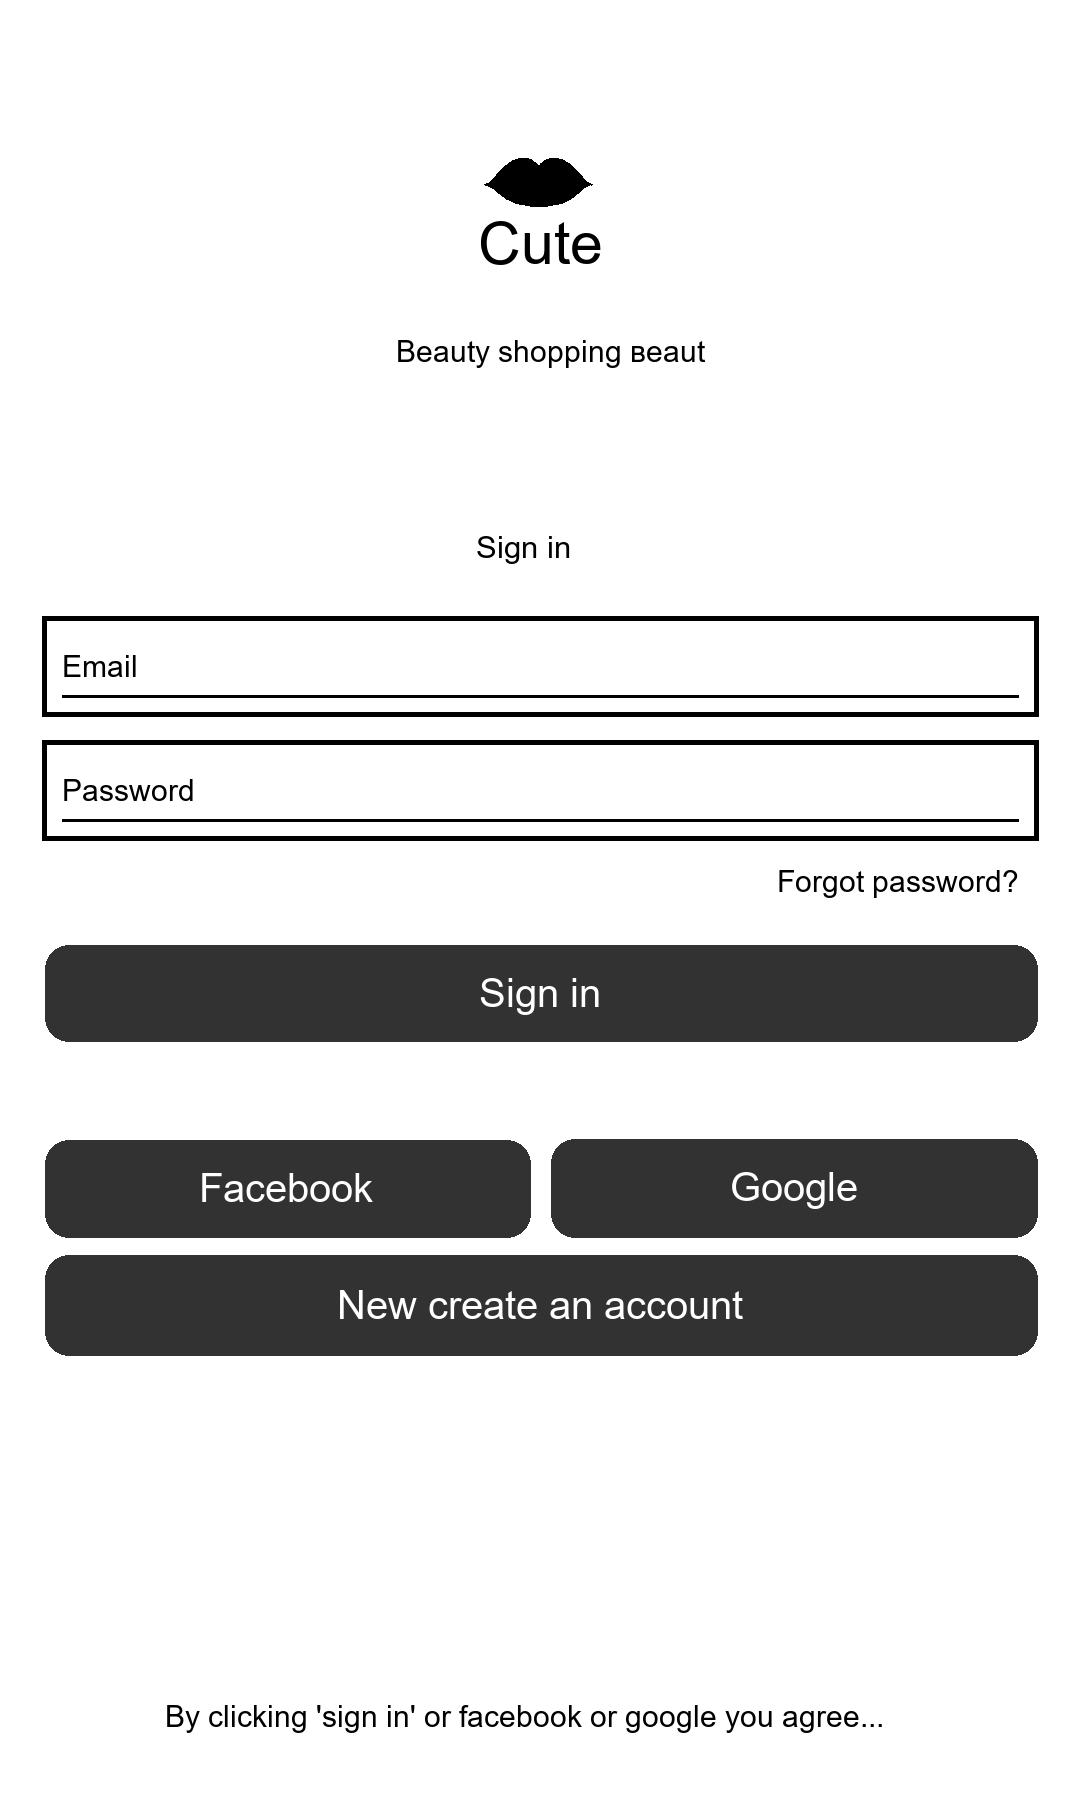 Cute
Beauty shopping вeaut
Sign in
Email
Password
Forgot password?
Sign in
Facebook
Google
New create an account
By clicking 'sign in' or facebook or google you agree...